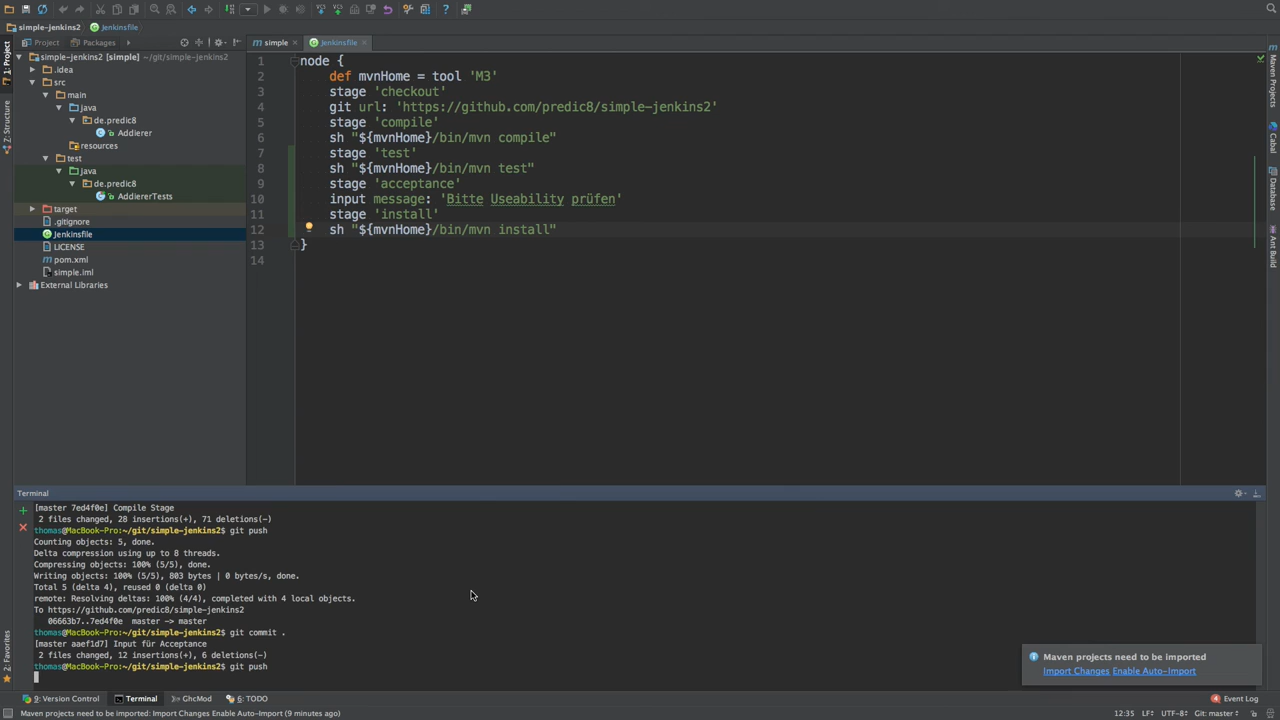 simple-jenkins2
Jenkinsfile
Project
Packages
simple
Jenkinsfile
1: Project
Z: Structure
2: Favorites
simple-jenkins2 [simple] ~/git/simple-jenkins2
.idea
src
main
java
de.predic8
Addierer
resources
test
java
de.predic8
AddiererTests
target
.gitignore
Jenkinsfile
LICENSE
pom.xml
simple.iml
External Libraries
1 node {
2 def mvnHome = tool 'M3'
3 stage 'checkout'
4 git url: 'https://github.com/predic8/simple-jenkins2'
5 stage 'compile'
6 sh "${mvnHome}/bin/mvn compile"
7 stage 'test'
8 sh "${mvnHome}/bin/mvn test"
9 stage 'acceptance'
10 input message: 'Bitte Useability prüfen'
11 stage 'install'
12 sh "${mvnHome}/bin/mvn install"
13 }
14
Maven Projects
Cabal
Database
Ant Build
Terminal
[master 7ed4f0e] Compile Stage
2 files changed, 28 insertions(+), 71 deletions(-)
thomas@MacBook-Pro:~/git/simple-jenkins2$ git push
Counting objects: 5, done.
Delta compression using up to 8 threads.
Compressing objects: 100% (5/5), done.
Writing objects: 100% (5/5), 803 bytes | 0 bytes/s, done.
Total 5 (delta 4), reused 0 (delta 0)
remote: Resolving deltas: 100% (4/4), completed with 4 local objects.
To https://github.com/predic8/simple-jenkins2
06663b7..7ed4f0e master -> master
thomas@MacBook-Pro:~/git/simple-jenkins2$ git commit .
[master aaef1d7] Input für Acceptance
2 files changed, 12 insertions(+), 6 deletions(-)
thomas@MacBook-Pro:~/git/simple-jenkins2$ git push
Maven projects need to be imported
Import Changes Enable Auto-Import
9: Version Control
Terminal
GhcMod
6: TODO
Event Log
Maven projects need to be imported: Import Changes Enable Auto-Import (9 minutes ago)
12:35 LF÷ UTF-8÷ Git: master÷